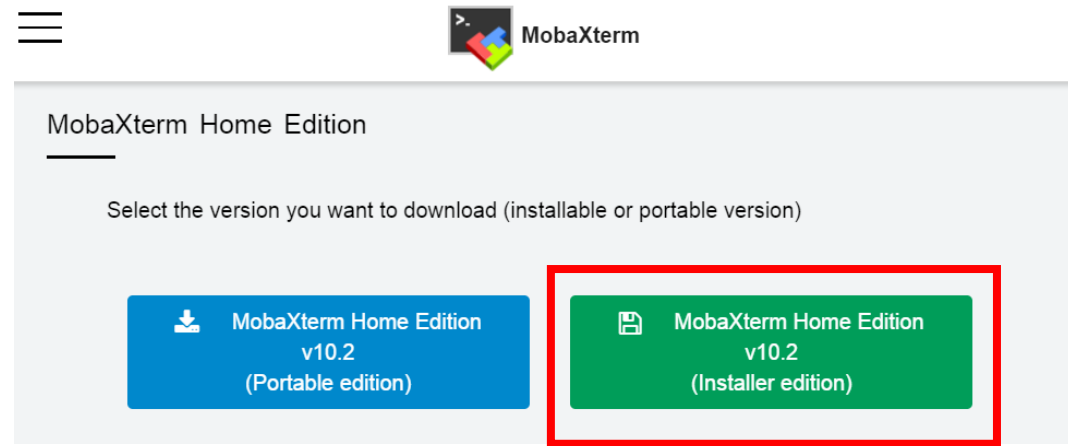 >.
MobaXterm
MobaXterm Home Edition
Select the version you want to download (installable or portable version)
MobaXterm Home Edition
v10.2
(Portable edition)
MobaXterm Home Edition
v10.2
(Installer edition)